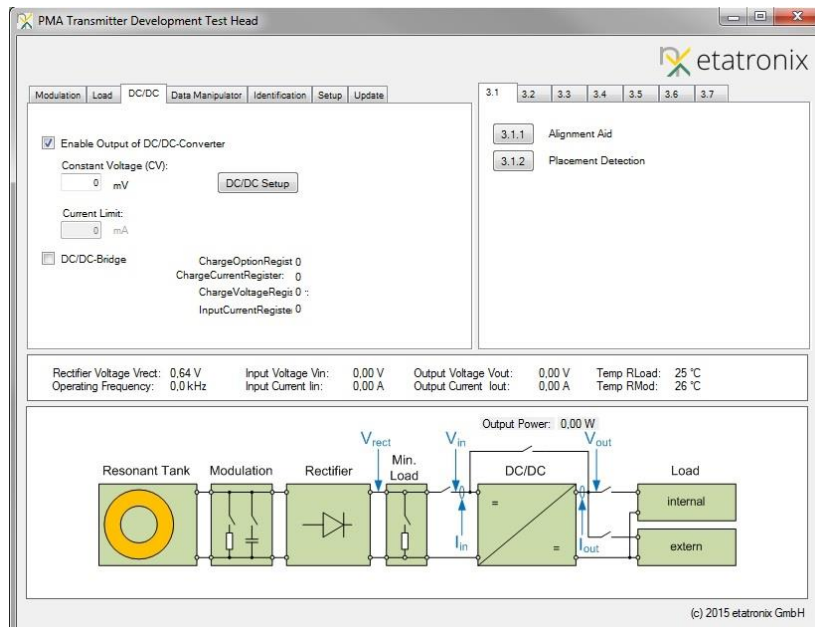 PMA Transmitter Development Test Head
etatronix
Modulation Load DC/DC Data Manipulator Identification Setup Update
3.1 3.2 3.3 3.4 3.5 3.6 3.7
Enable Output of DC/DC-Converter
Constant Voltage (CV):
0 mV
DC/DC Setup
Current Limit:
0 mA
DC/DC-Bridge
ChargeOptionRegist 0
ChargeCurrentRegister: 0
ChargeVoltageRegis 0 :
InputCurrentRegiste 0
3.1.1 Alignment Aid
3.1.2 Placement Detection
Rectifier Voltage Vrect: 0,64 V Input Voltage Vin: 0,00 V Output Voltage Vout: 0,00 V Temp RLoad: 25 °C
Operating Frequency: 0,0 kHz Input Current Iin: 0,00 A Output Current Iout: 0,00 A Temp RMod: 26 °C
Output Power: 0,00 W
Vrect Vin Vout
Resonant Tank Modulation Rectifier Min. Load DC/DC Load
= =
internal
extern
Iin Iout
(c) 2015 etatronix GmbH